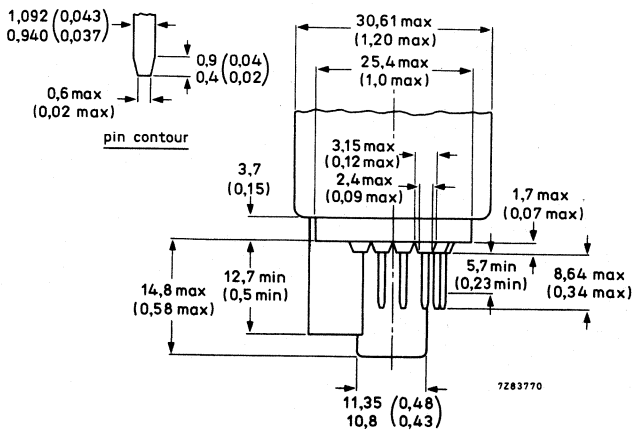 1,092 (0,043)
0,940 (0,037)
0,9 (0,04)
0,4 (0,02)
0,6 max
(0,02 max)
pin contour
30,61 max
(1,20 max)
25,4 max
(1,0 max)
3,15 max
(0,12 max)
2,4 max
(0,09 max)
3,7
(0,15)
1,7 max
(0,07 max)
14,8 max
(0,58 max)
12,7 min
(0,5 min)
5,7 min
(0,23 min)
8,64 max
(0,34 max)
7Z83770
11,35 (0,48)
10,8 (0,43)